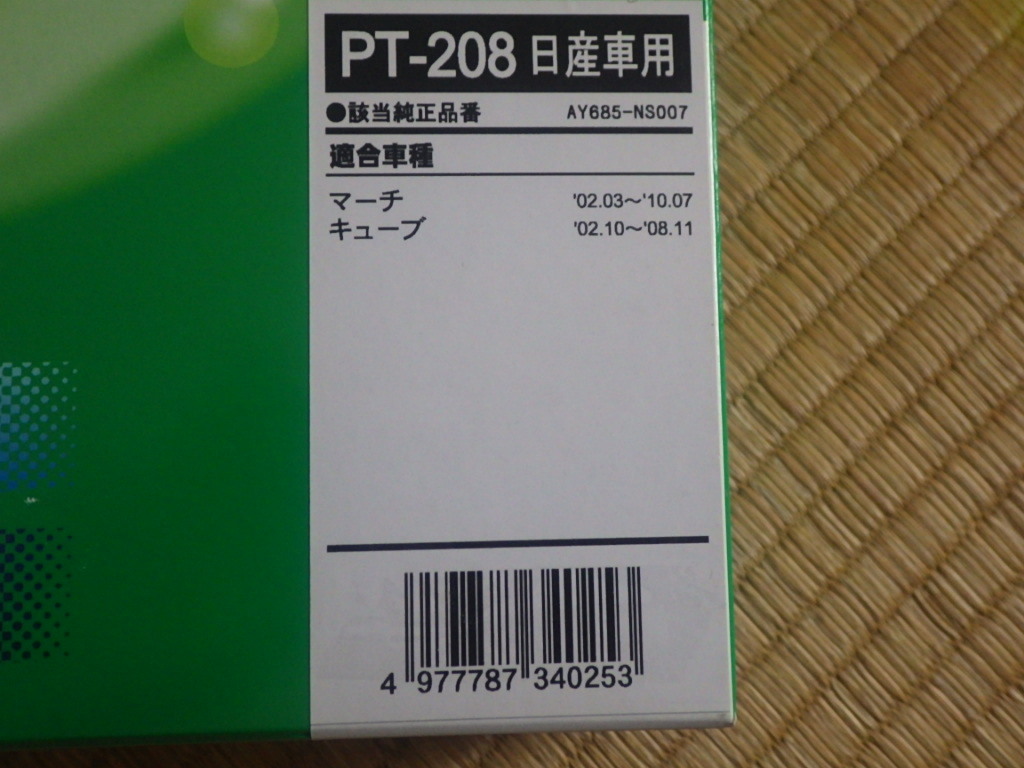 PT-208 日産車用
●該当純正品番 AY685-NS007
適合車種
マーチ '02.03～'10.07
キューブ '02.10～'08.11
4 977787 340253